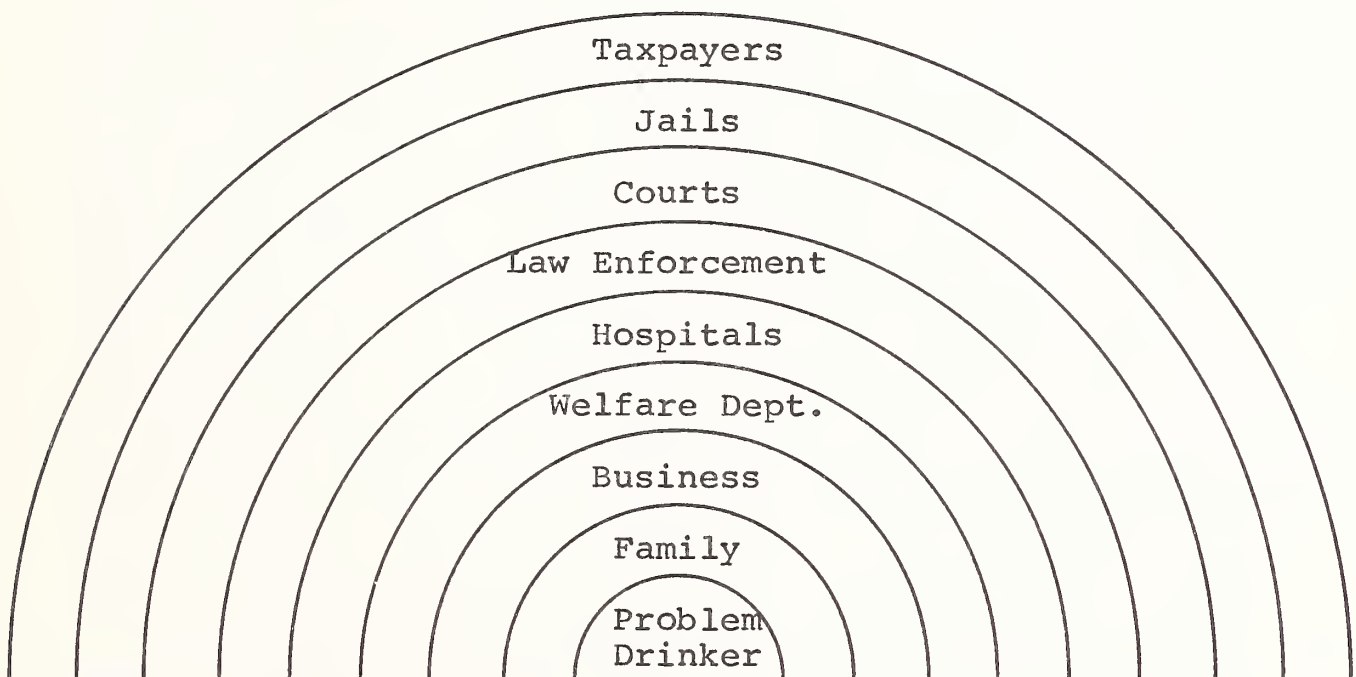 Taxpayers
Jails
Courts
Law Enforcement
Hospitals
Welfare Dept.
Business
Family
Problem
Drinker